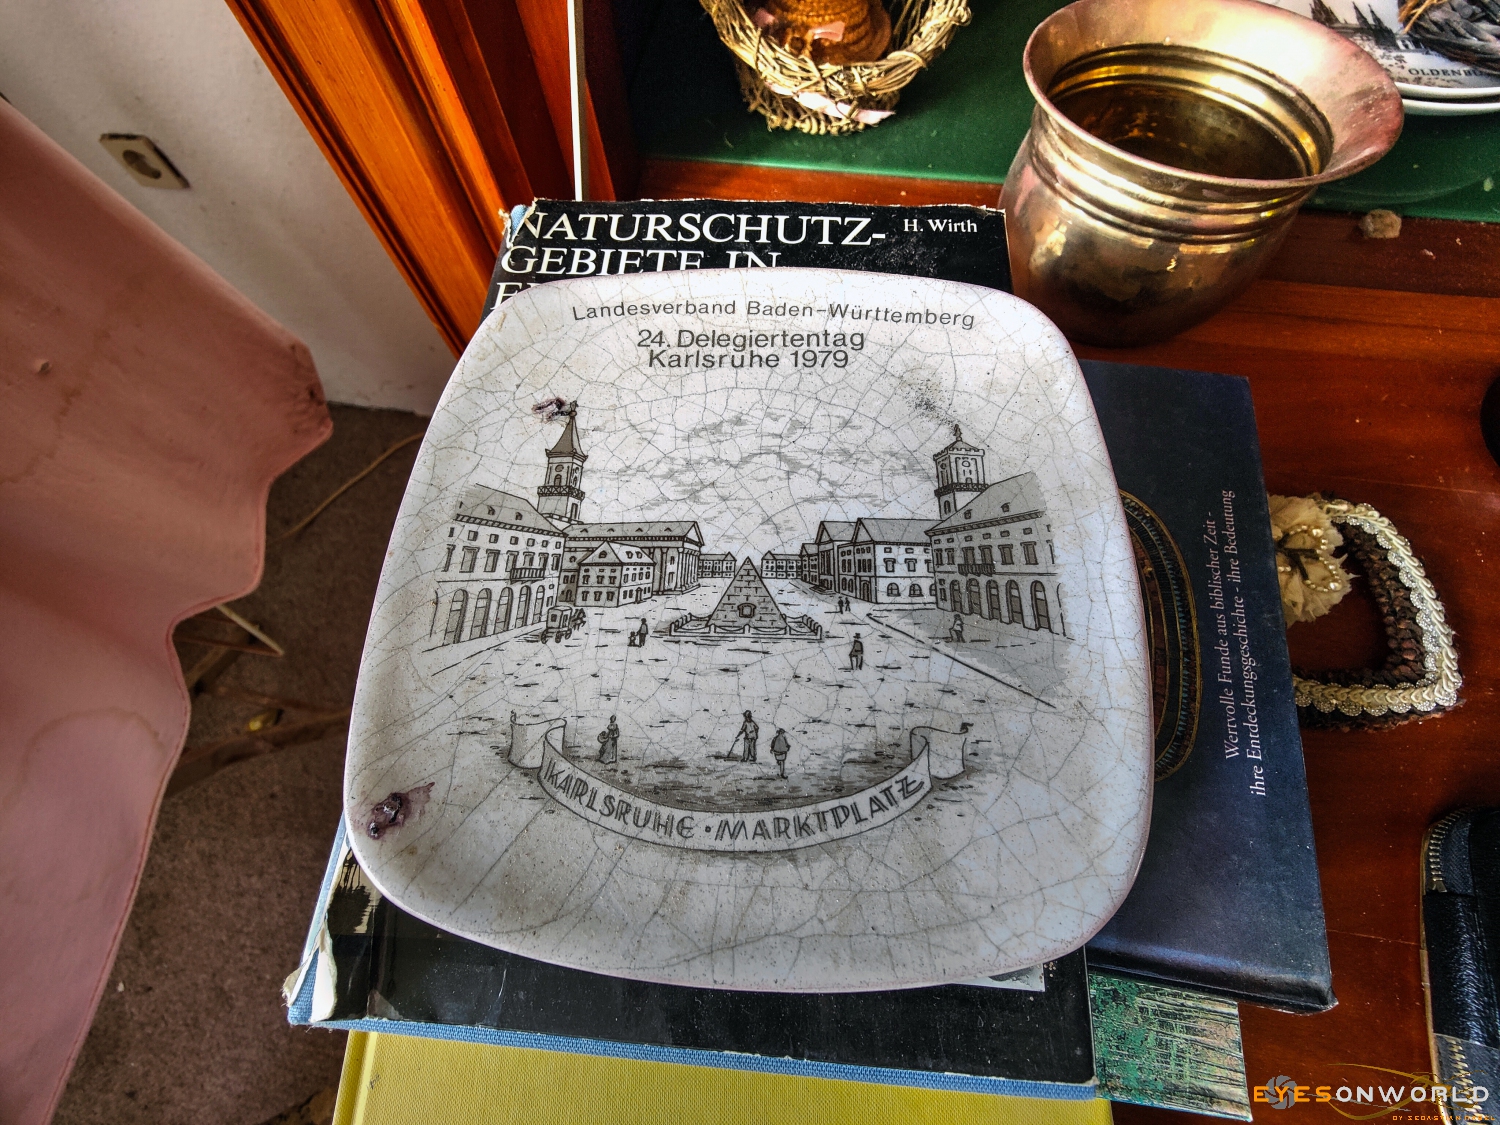 OLDENBU
NATURSCHUTZ-
GEBIETE IN
H. Wirth
Landesverband Baden-Württemberg
24. Delegiertentag
Karlsruhe 1979
KARLSRUHE · MARKTPLATZ
Wertvolle Funde aus biblischer Zeit -
ihre Entdeckungsgeschichte - ihre Bedeutung
EYESONWORLD